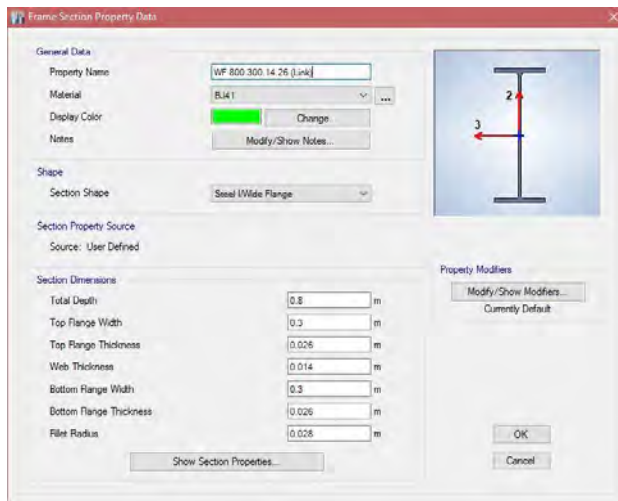 Frame Section Property Data
General Data
Property Name WF 800.300.14.26 (Link)
Material BJ41 ...
Display Color Change...
Notes Modify/Show Notes...
Shape
Section Shape Steel I/Wide Flange
Section Property Source
Source: User Defined
Section Dimensions
Total Depth 0.8 m
Top Flange Width 0.3 m
Top Flange Thickness 0.026 m
Web Thickness 0.014 m
Bottom Flange Width 0.3 m
Bottom Flange Thickness 0.026 m
Fillet Radius 0.028 m
Show Section Properties...
2
3
Property Modifiers
Modify/Show Modifiers...
Currently Default
OK
Cancel